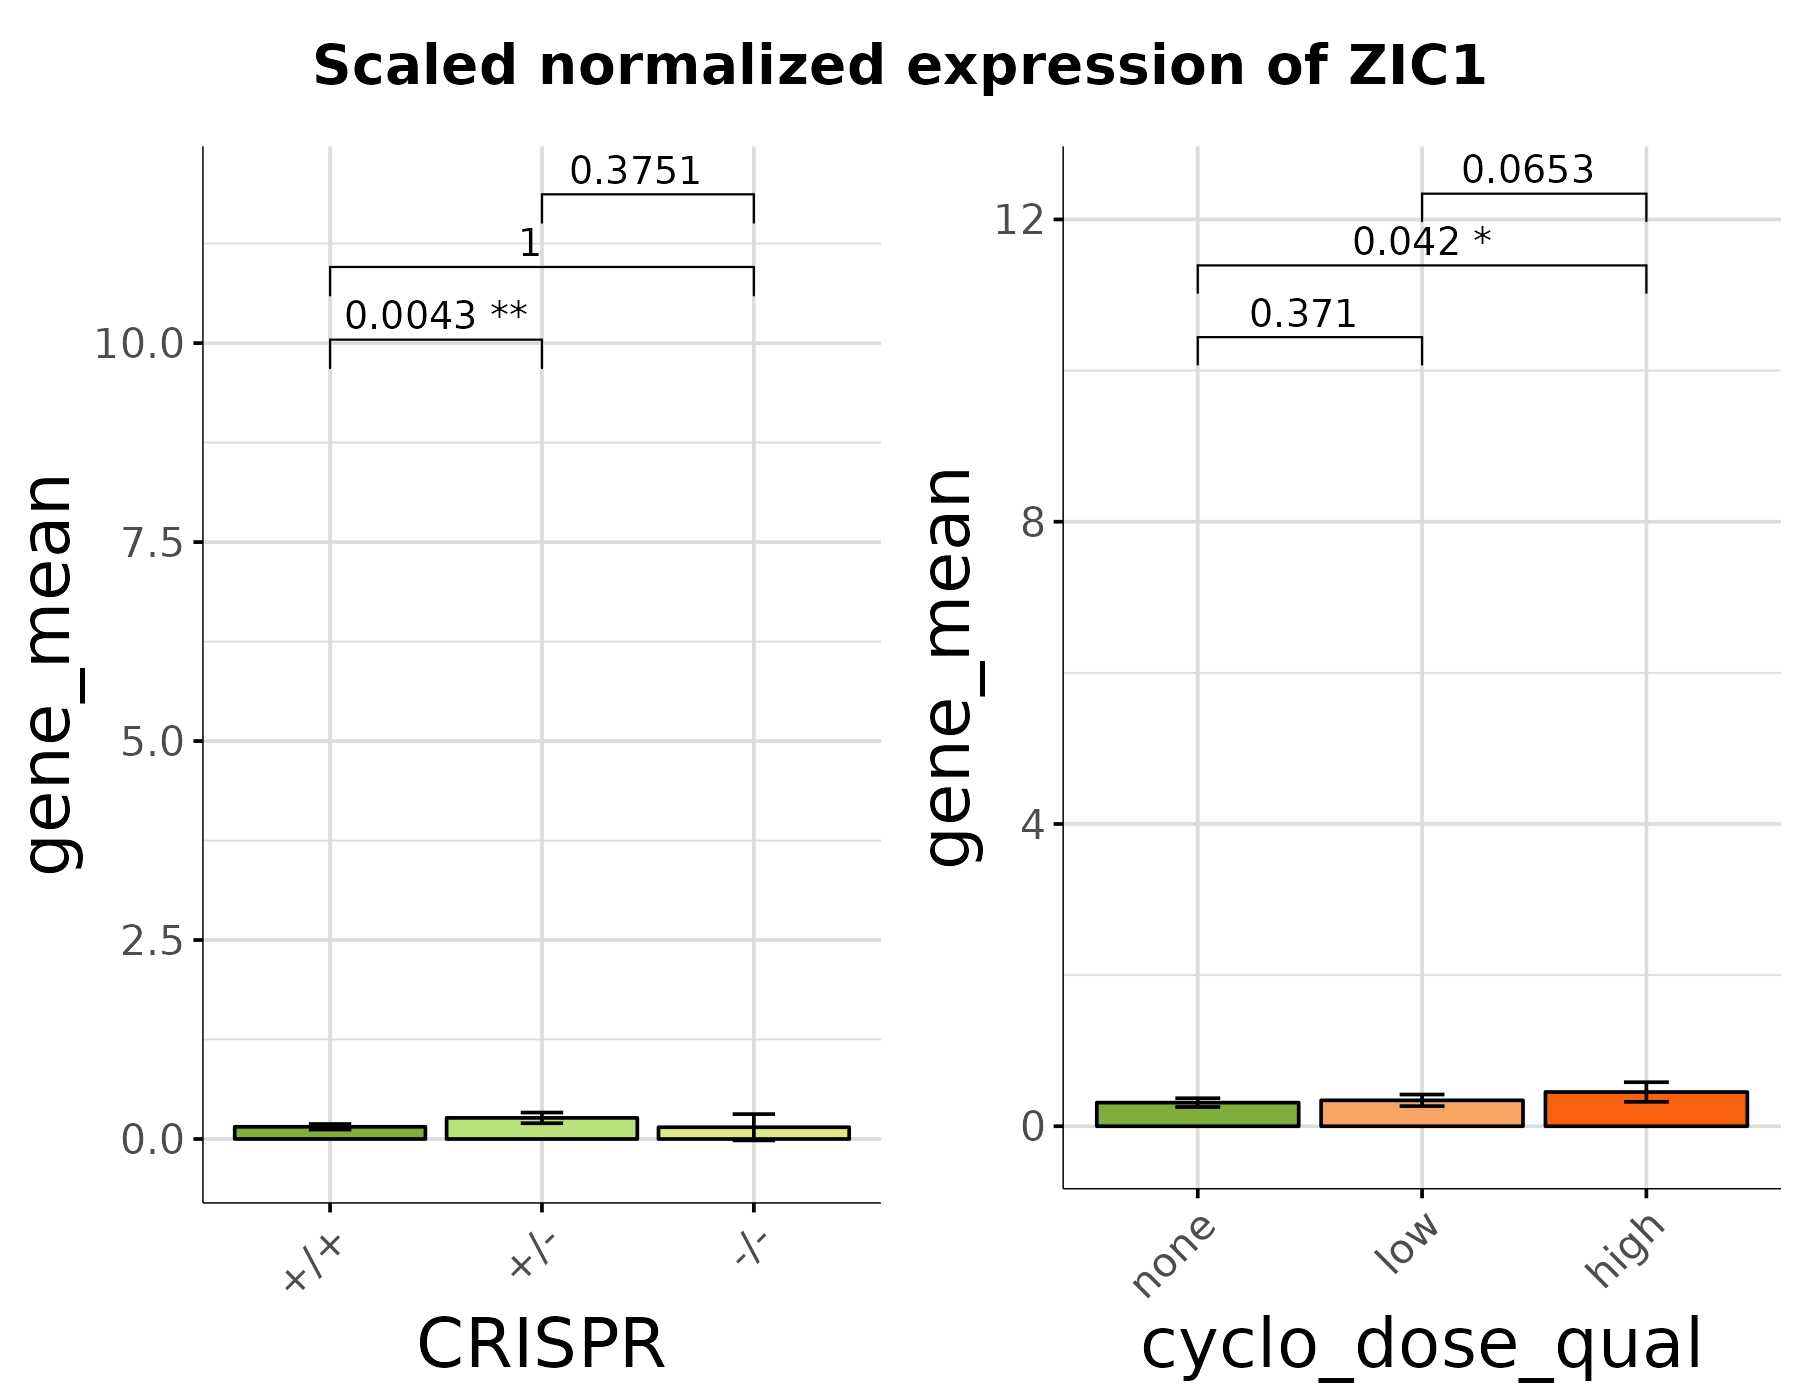 Scaled normalized expression of ZIC1
gene_mean
10.0
7.5
5.0
2.5
0.0
0.3751
1
0.0043 **
+/+
+/-
-/-
CRISPR
gene_mean
12
8
4
0
0.0653
0.042 *
0.371
none
low
high
cyclo_dose_qual